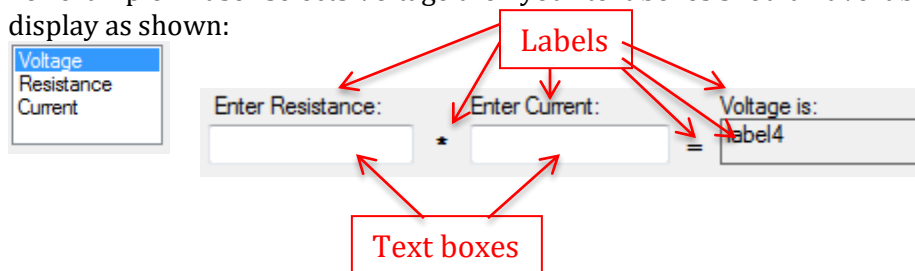 display as shown:
Labels
Voltage
Resistance
Current
Enter Resistance:
Enter Current:
Voltage is:
*
=
label4
Text boxes